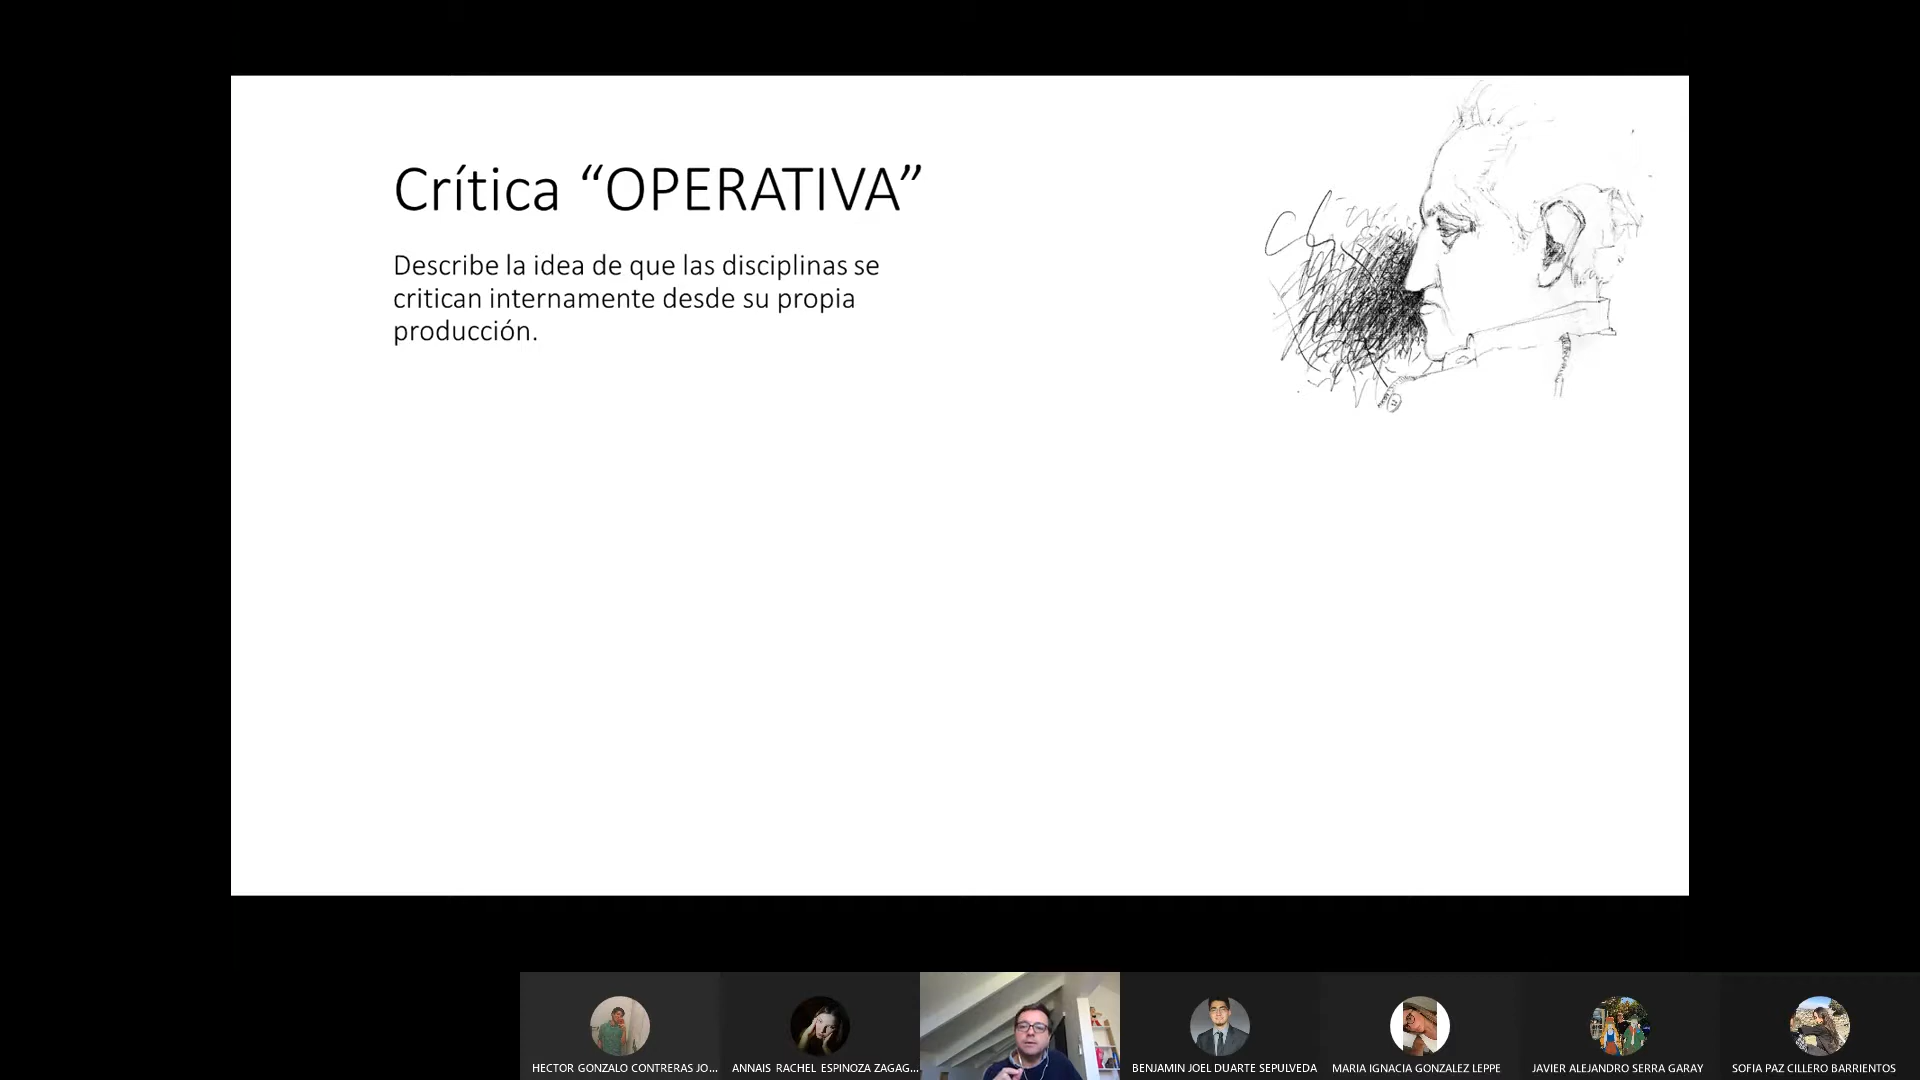 Crítica “OPERATIVA”
Describe la idea de que las disciplinas se
critican internamente desde su propia
producción.
HECTOR GONZALO CONTRERAS JO...
ANNAIS RACHEL ESPINOZA ZAGAG...
BENJAMIN JOEL DUARTE SEPULVEDA
MARIA IGNACIA GONZALEZ LEPPE
JAVIER ALEJANDRO SERRA GARAY
SOFIA PAZ CILLERO BARRIENTOS